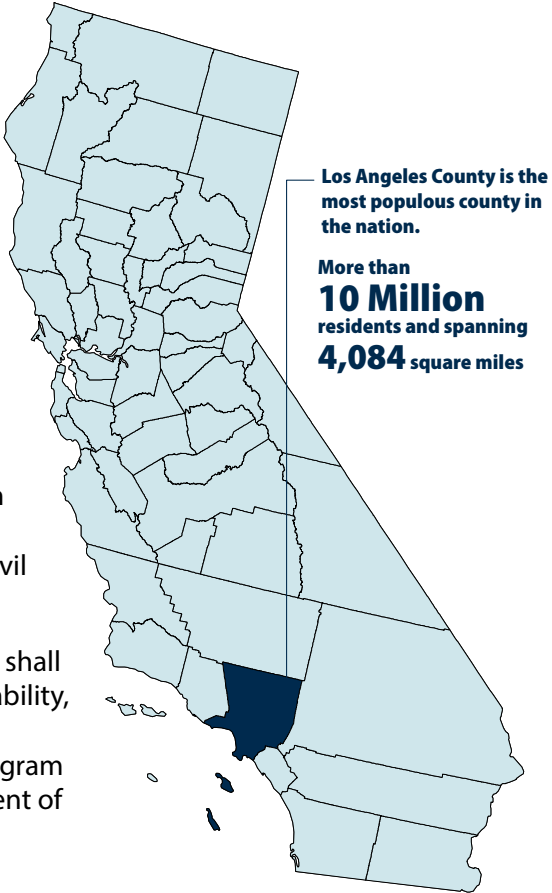 Los Angeles County is the
most populous county in
the nation.
More than
10 Million
residents and spanning
4,084 square miles
vil
shall
bility,
gram
ent of